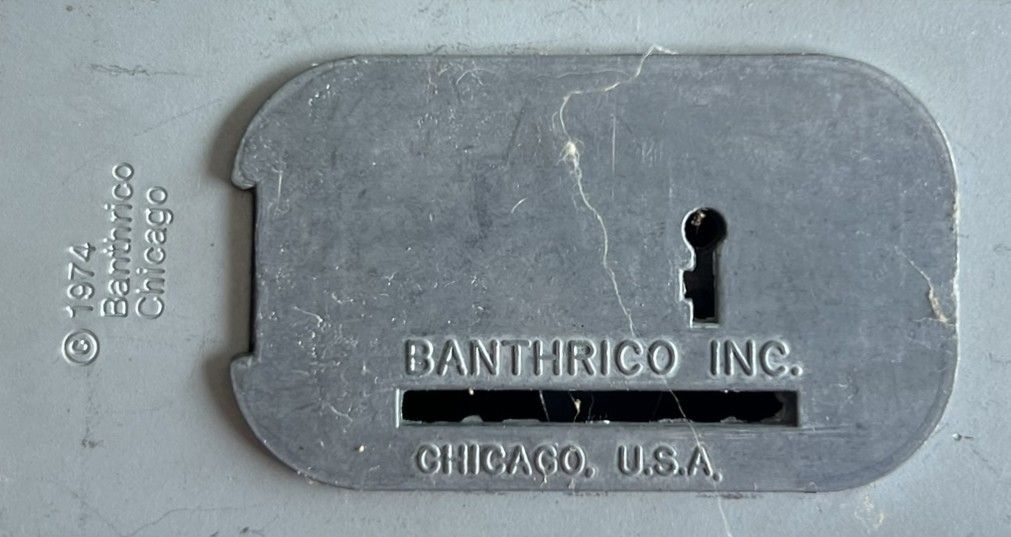 © 1974
Banthrico
Chicago
BANTHRICO INC.
CHICAGO, U.S.A.